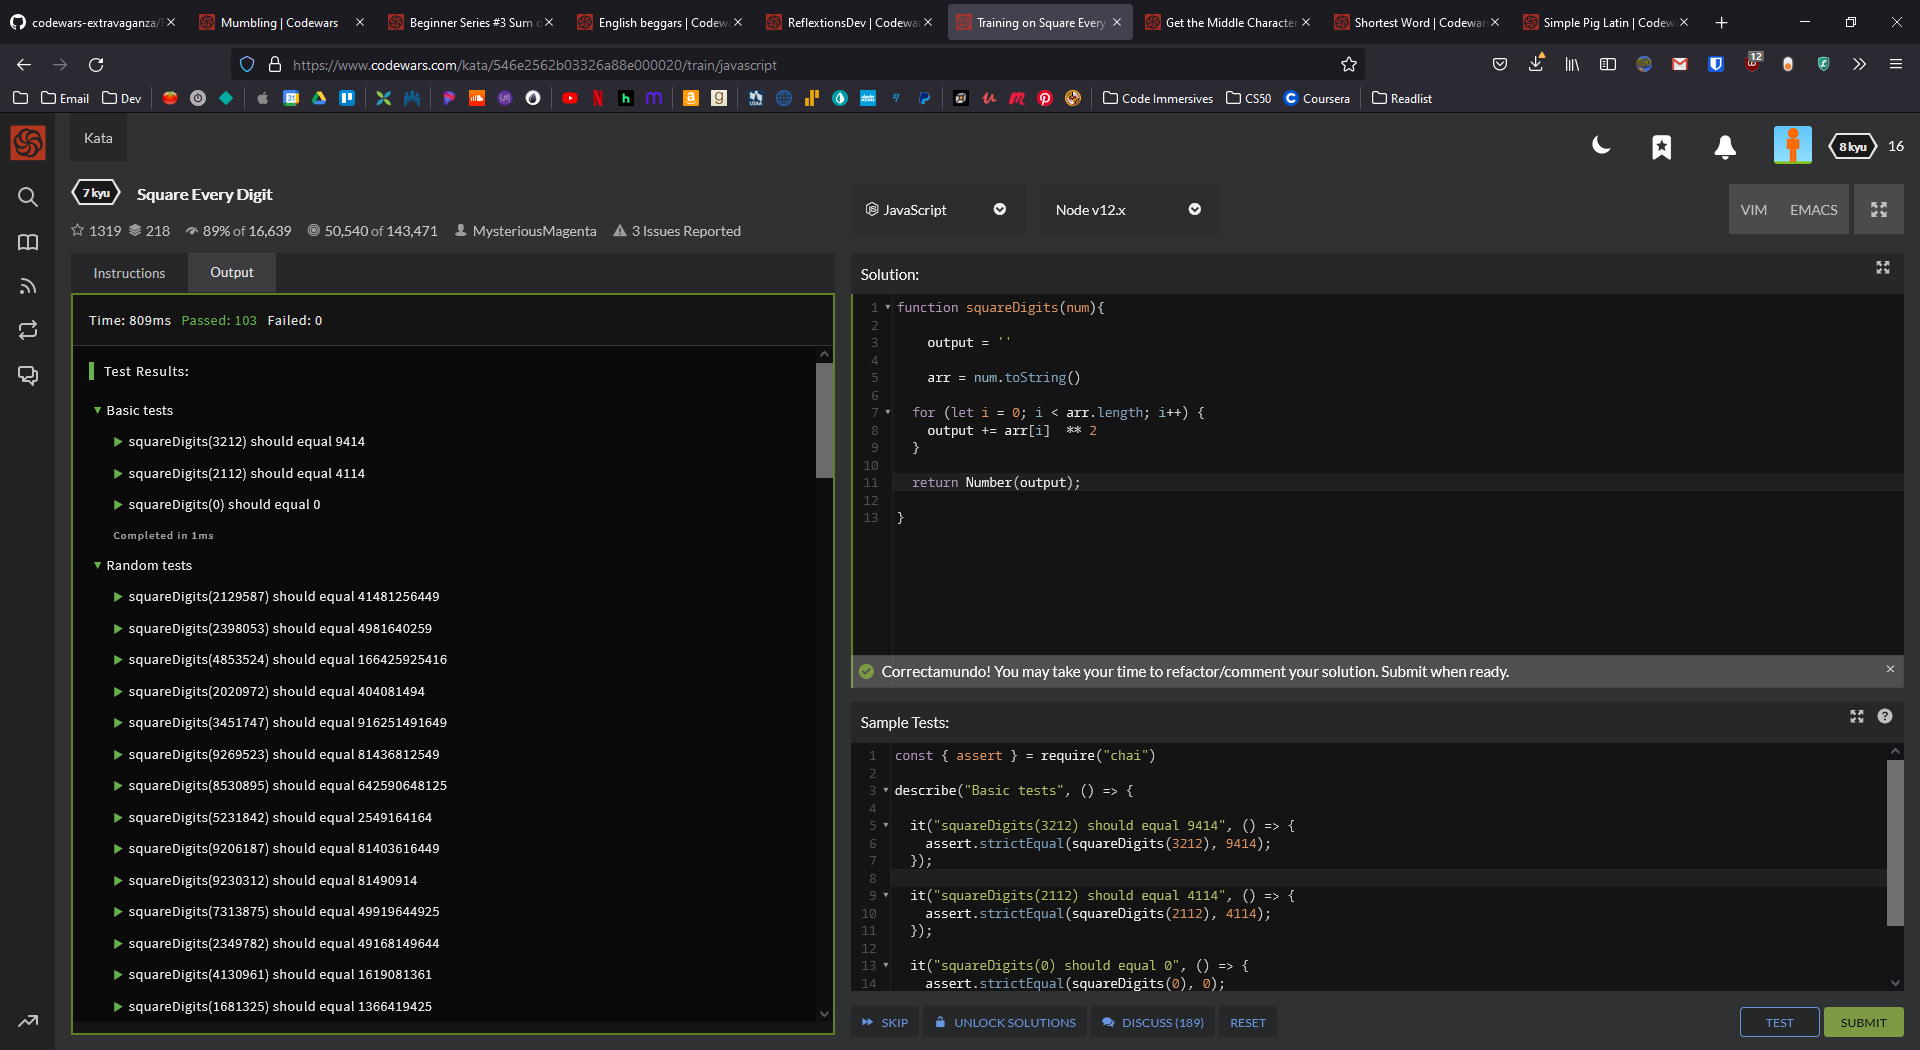 codewars-extravaganza/
Mumbling | Codewars
Beginner Series #3 Sum
English beggars | Codewa
ReflextionsDev | Codewa
Training on Square Every
Get the Middle Character
Shortest Word | Codewar
Simple Pig Latin | Codew
https://www.codewars.com/kata/546e2562b03326a88e000020/train/javascript
12
Email
Dev
Code Immersives
CS50
Coursera
Readlist
Kata
8 kyu
16
7 kyu
Square Every Digit
1319
218
89% of 16,639
50,540 of 143,471
MysteriousMagenta
3 Issues Reported
JavaScript
Node v12.x
VIM
EMACS
Instructions
Output
Time: 809ms Passed: 103 Failed: 0
Test Results:
Basic tests
squareDigits(3212) should equal 9414
squareDigits(2112) should equal 4114
squareDigits(0) should equal 0
Completed in 1ms
Random tests
squareDigits(2129587) should equal 41481256449
squareDigits(2398053) should equal 4981640259
squareDigits(4853524) should equal 166425925416
squareDigits(2020972) should equal 404081494
squareDigits(3451747) should equal 916251491649
squareDigits(9269523) should equal 81436812549
squareDigits(8530895) should equal 642590648125
squareDigits(5231842) should equal 2549164164
squareDigits(9206187) should equal 81403616449
squareDigits(9230312) should equal 81490914
squareDigits(7313875) should equal 49919644925
squareDigits(2349782) should equal 49168149644
squareDigits(4130961) should equal 1619081361
squareDigits(1681325) should equal 1366419425
Solution:
1 function squareDigits(num){
2
3 output = ''
4
5 arr = num.toString()
6
7 for (let i = 0; i < arr.length; i++) {
8 output += arr[i]  ** 2
9 }
10
11 return Number(output);
12
13 }
Correctamundo! You may take your time to refactor/comment your solution. Submit when ready.
Sample Tests:
1 const { assert } = require("chai")
2
3 describe("Basic tests", () => {
4
5 it("squareDigits(3212) should equal 9414", () => {
6 assert.strictEqual(squareDigits(3212), 9414);
7 });
8
9 it("squareDigits(2112) should equal 4114", () => {
10 assert.strictEqual(squareDigits(2112), 4114);
11 });
12
13 it("squareDigits(0) should equal 0", () => {
14 assert.strictEqual(squareDigits(0), 0);
SKIP
UNLOCK SOLUTIONS
DISCUSS (189)
RESET
TEST
SUBMIT